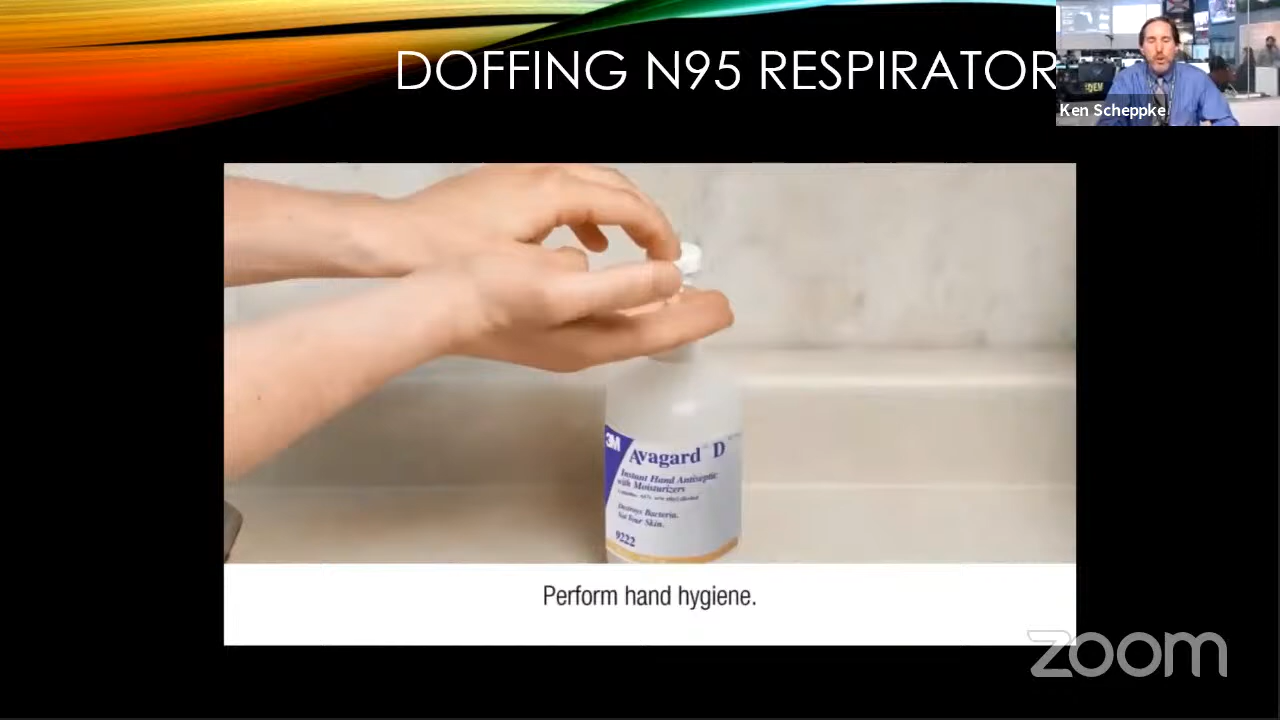 DOFFING N95 RESPIRATOR
Ken Scheppke
3M
Avagard D
Instant Hand Antiseptic
with Moisturizers
Destroys Bacteria.
Not Your Skin.
9222
Perform hand hygiene.
zoom